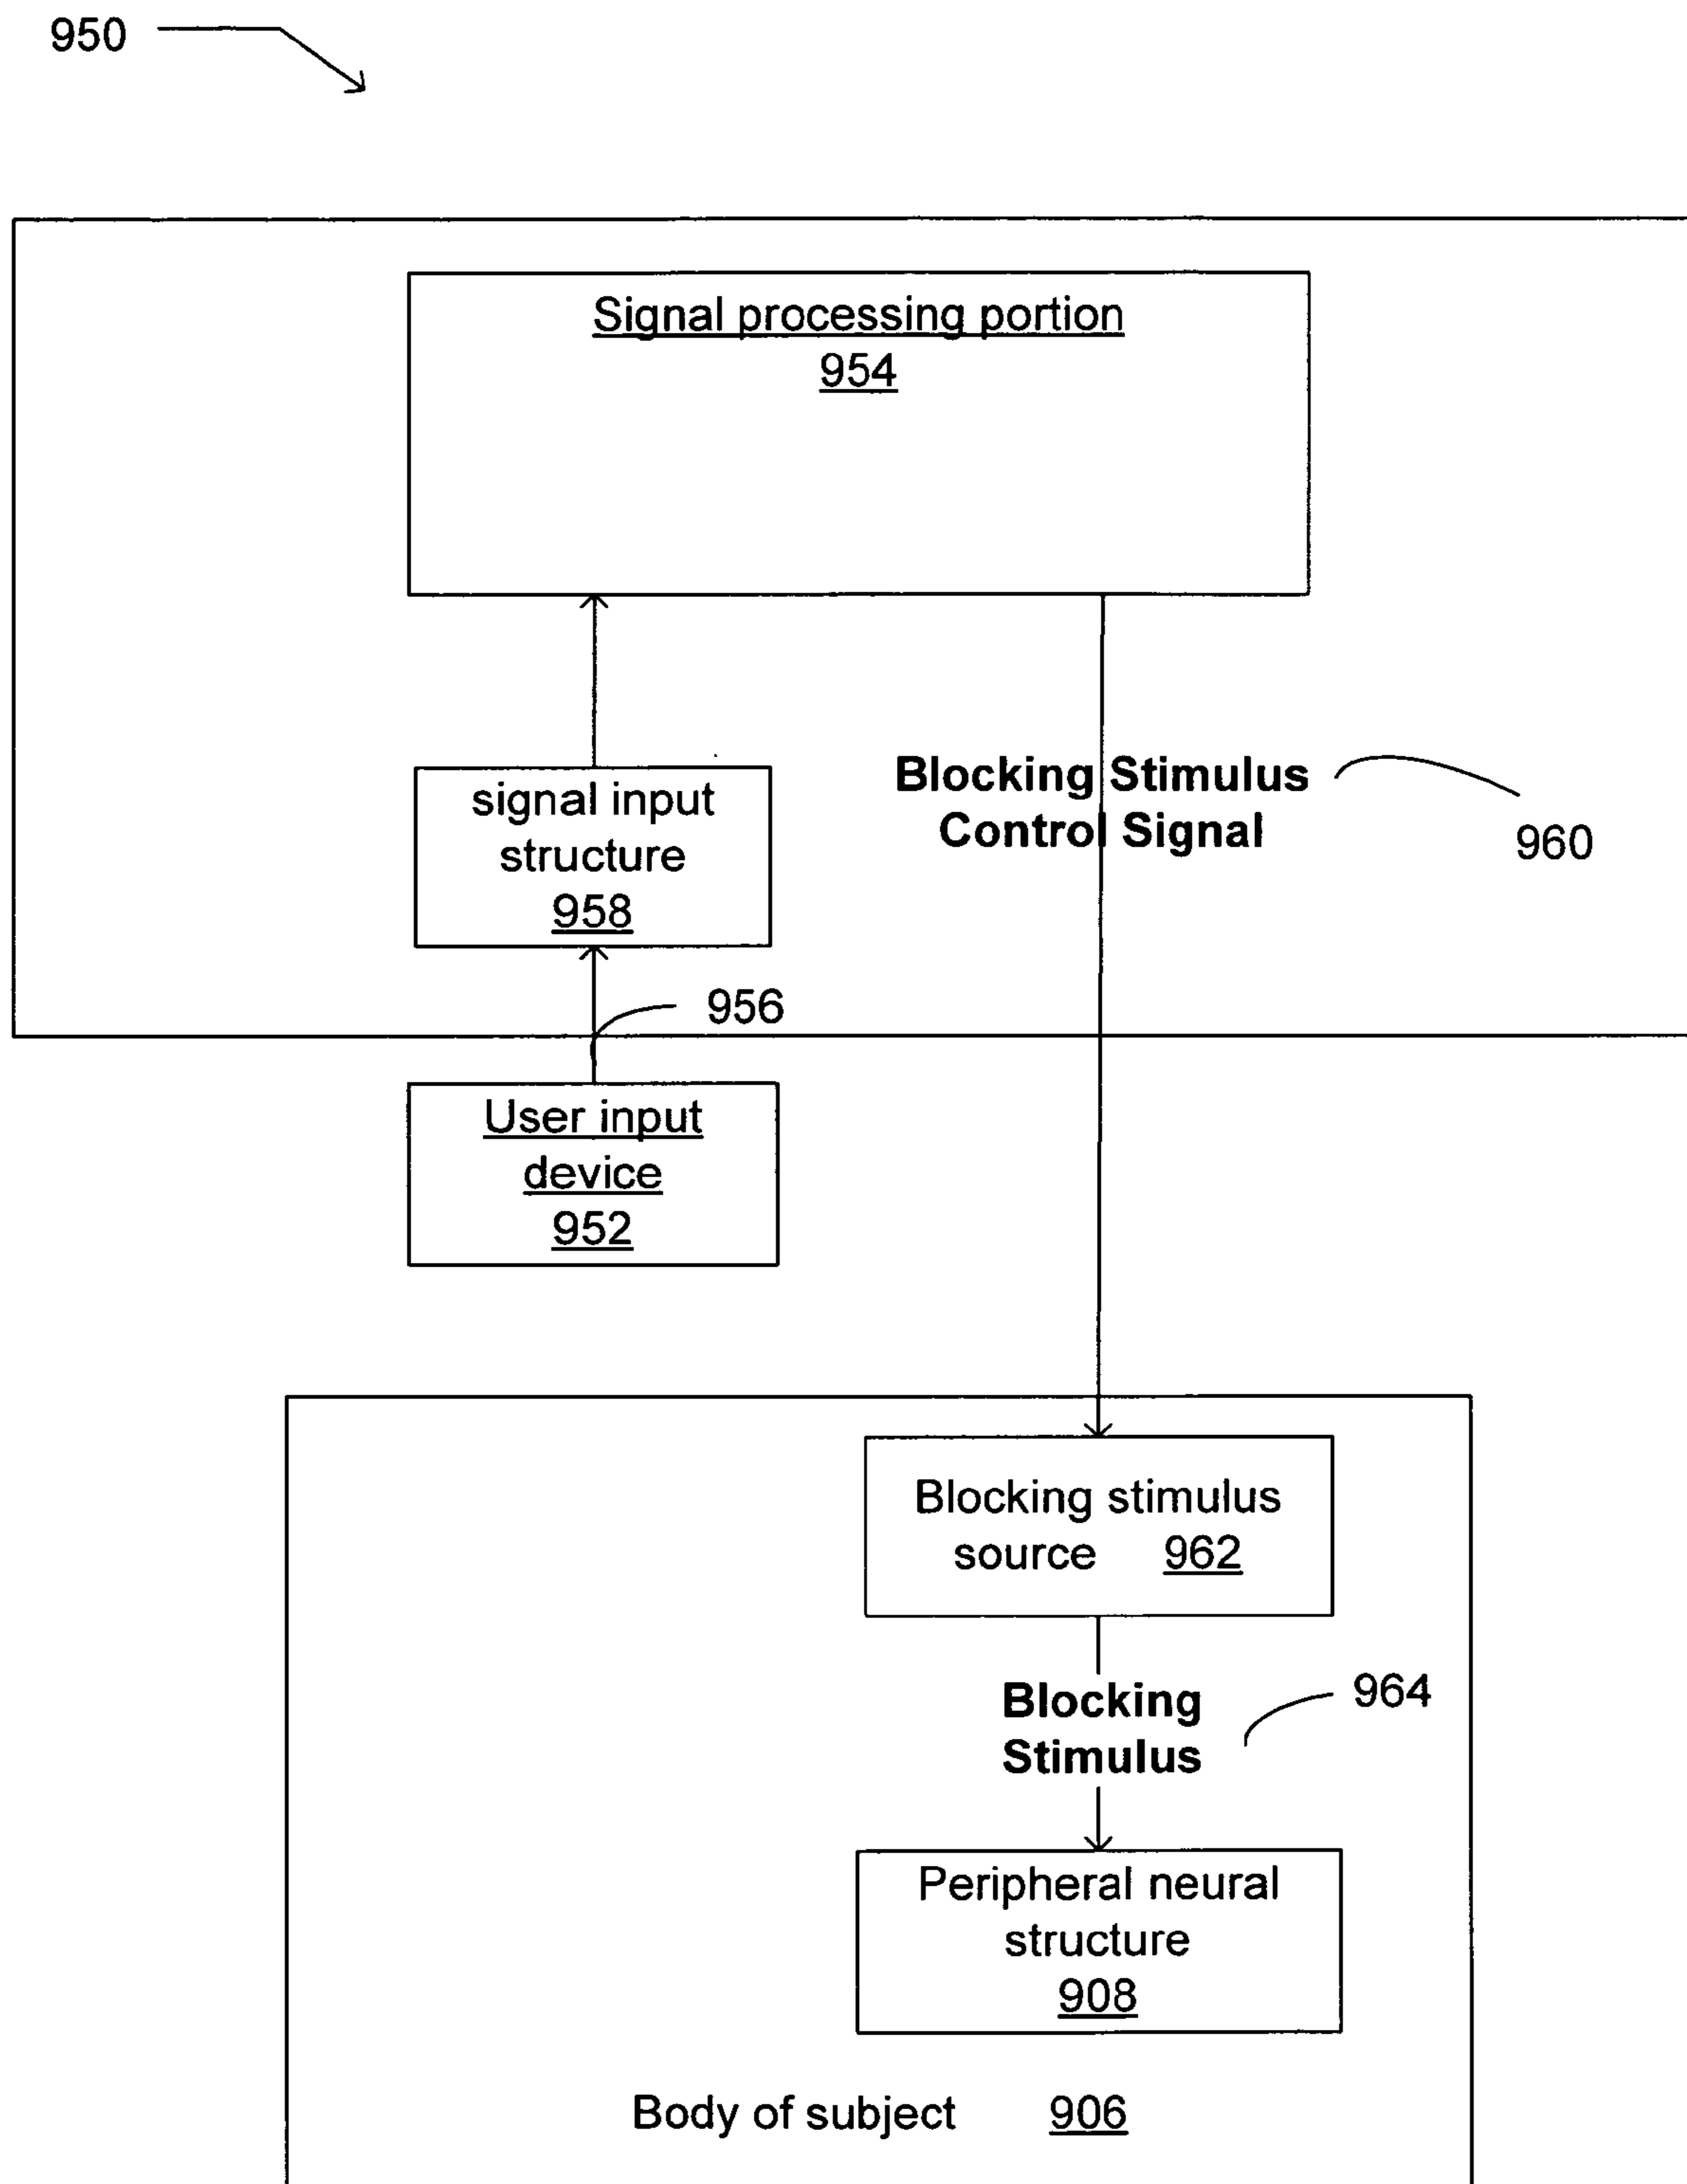 950
Signal processing portion
954
signal input
structure
958
Blocking Stimulus
Control Signal
960
956
User input
device
952
Blocking stimulus
source 962
Blocking
Stimulus
964
Peripheral neural
structure
908
Body of subject 906